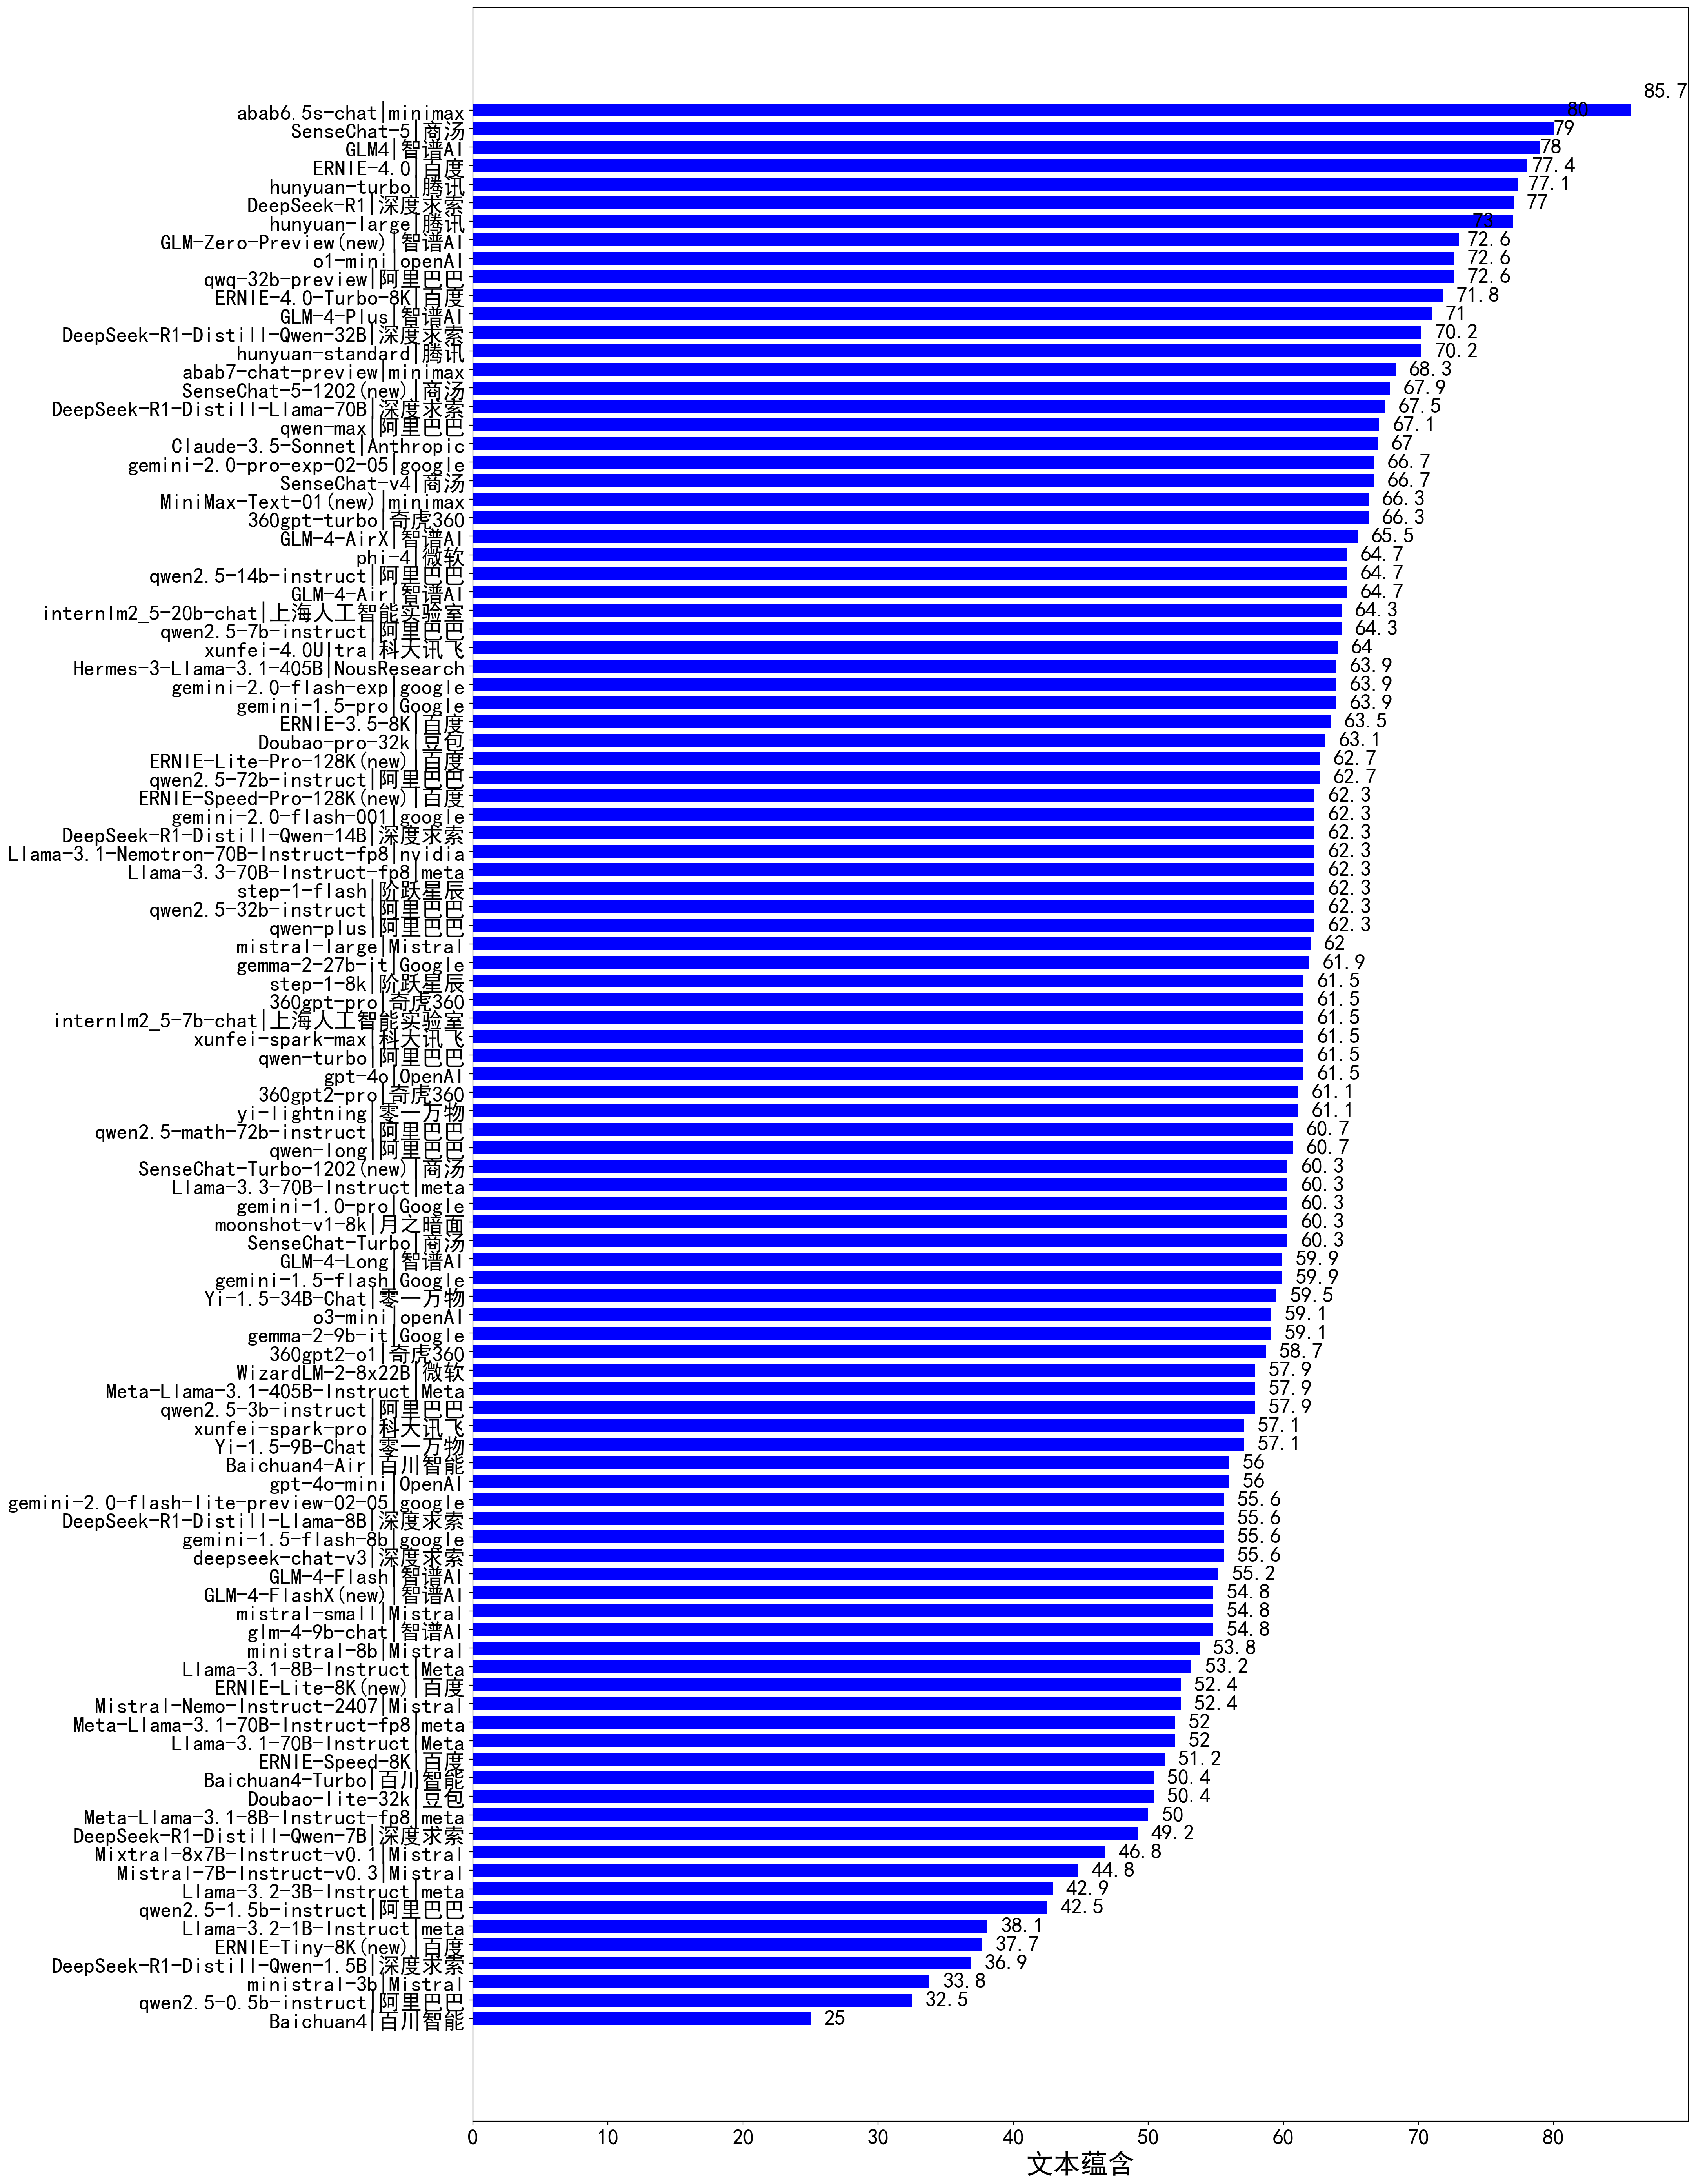 85.7
abab6.5s-chat|minimax 80
SenseChat-5|商汤 79
GLM4|智谱AI 78
ERNIE-4.0|百度 77.4
hunyuan-turbo|腾讯 77.1
DeepSeek-R1|深度求索 77
hunyuan-large|腾讯 73
GLM-Zero-Preview(new)|智谱AI 72.6
o1-mini|openAI 72.6
qwq-32b-preview|阿里巴巴 72.6
ERNIE-4.0-Turbo-8K|百度 71.8
GLM-4-Plus|智谱AI 71
DeepSeek-R1-Distill-Qwen-32B|深度求索 70.2
hunyuan-standard|腾讯 70.2
abab7-chat-preview|minimax 68.3
SenseChat-5-1202(new)|商汤 67.9
DeepSeek-R1-Distill-Llama-70B|深度求索 67.5
qwen-max|阿里巴巴 67.1
Claude-3.5-Sonnet|Anthropic 67
gemini-2.0-pro-exp-02-05|google 66.7
SenseChat-v4|商汤 66.7
MiniMax-Text-01(new)|minimax 66.3
360gpt-turbo|奇虎360 66.3
GLM-4-AirX|智谱AI 65.5
phi-4|微软 64.7
qwen2.5-14b-instruct|阿里巴巴 64.7
GLM-4-Air|智谱AI 64.7
internlm2_5-20b-chat|上海人工智能实验室 64.3
qwen2.5-7b-instruct|阿里巴巴 64.3
xunfei-4.0Ultra|科大讯飞 64
Hermes-3-Llama-3.1-405B|NousResearch 63.9
gemini-2.0-flash-exp|google 63.9
gemini-1.5-pro|Google 63.9
ERNIE-3.5-8K|百度 63.5
Doubao-pro-32k|豆包 63.1
ERNIE-Lite-Pro-128K(new)|百度 62.7
qwen2.5-72b-instruct|阿里巴巴 62.7
ERNIE-Speed-Pro-128K(new)|百度 62.3
gemini-2.0-flash-001|google 62.3
DeepSeek-R1-Distill-Qwen-14B|深度求索 62.3
Llama-3.1-Nemotron-70B-Instruct-fp8|nvidia 62.3
Llama-3.3-70B-Instruct-fp8|meta 62.3
step-1-flash|阶跃星辰 62.3
qwen2.5-32b-instruct|阿里巴巴 62.3
qwen-plus|阿里巴巴 62.3
mistral-large|Mistral 62
gemma-2-27b-it|Google 61.9
step-1-8k|阶跃星辰 61.5
360gpt-pro|奇虎360 61.5
internlm2_5-7b-chat|上海人工智能实验室 61.5
xunfei-spark-max|科大讯飞 61.5
qwen-turbo|阿里巴巴 61.5
gpt-4o|OpenAI 61.5
360gpt2-pro|奇虎360 61.1
yi-lightning|零一万物 61.1
qwen2.5-math-72b-instruct|阿里巴巴 60.7
qwen-long|阿里巴巴 60.7
SenseChat-Turbo-1202(new)|商汤 60.3
Llama-3.3-70B-Instruct|meta 60.3
gemini-1.0-pro|Google 60.3
moonshot-v1-8k|月之暗面 60.3
SenseChat-Turbo|商汤 60.3
GLM-4-Long|智谱AI 59.9
gemini-1.5-flash|Google 59.9
Yi-1.5-34B-Chat|零一万物 59.5
o3-mini|openAI 59.1
gemma-2-9b-it|Google 59.1
360gpt2-o1|奇虎360 58.7
WizardLM-2-8x22B|微软 57.9
Meta-Llama-3.1-405B-Instruct|Meta 57.9
qwen2.5-3b-instruct|阿里巴巴 57.9
xunfei-spark-pro|科大讯飞 57.1
Yi-1.5-9B-Chat|零一万物 57.1
Baichuan4-Air|百川智能 56
gpt-4o-mini|OpenAI 56
gemini-2.0-flash-lite-preview-02-05|google 55.6
DeepSeek-R1-Distill-Llama-8B|深度求索 55.6
gemini-1.5-flash-8b|google 55.6
deepseek-chat-v3|深度求索 55.6
GLM-4-Flash|智谱AI 55.2
GLM-4-FlashX(new)|智谱AI 54.8
mistral-small|Mistral 54.8
glm-4-9b-chat|智谱AI 54.8
ministral-8b|Mistral 53.8
Llama-3.1-8B-Instruct|Meta 53.2
ERNIE-Lite-8K(new)|百度 52.4
Mistral-Nemo-Instruct-2407|Mistral 52.4
Meta-Llama-3.1-70B-Instruct-fp8|meta 52
Llama-3.1-70B-Instruct|Meta 52
ERNIE-Speed-8K|百度 51.2
Baichuan4-Turbo|百川智能 50.4
Doubao-lite-32k|豆包 50.4
Meta-Llama-3.1-8B-Instruct-fp8|meta 50
DeepSeek-R1-Distill-Qwen-7B|深度求索 49.2
Mixtral-8x7B-Instruct-v0.1|Mistral 46.8
Mistral-7B-Instruct-v0.3|Mistral 44.8
Llama-3.2-3B-Instruct|meta 42.9
qwen2.5-1.5b-instruct|阿里巴巴 42.5
Llama-3.2-1B-Instruct|meta 38.1
ERNIE-Tiny-8K(new)|百度 37.7
DeepSeek-R1-Distill-Qwen-1.5B|深度求索 36.9
ministral-3b|Mistral 33.8
qwen2.5-0.5b-instruct|阿里巴巴 32.5
Baichuan4|百川智能 25
0 10 20 30 40 50 60 70 80
文本蕴含